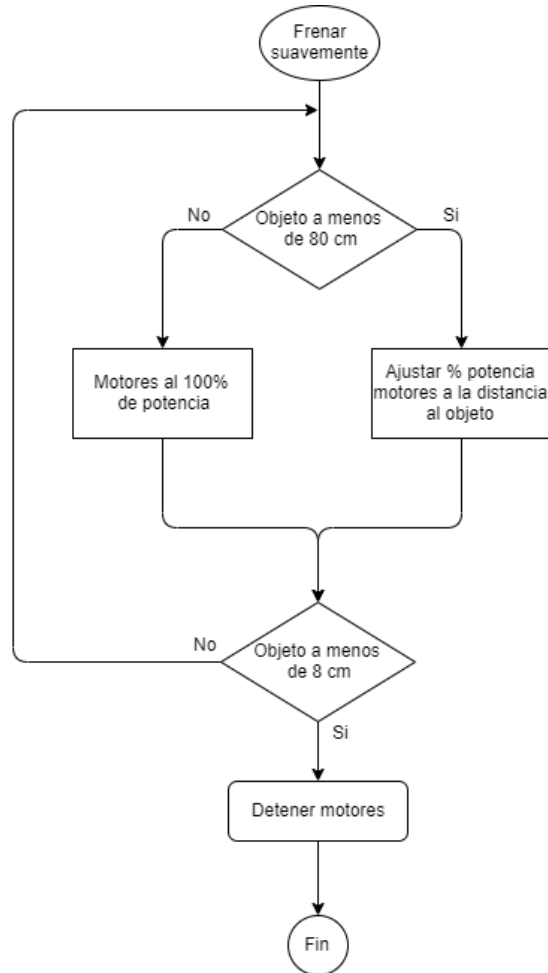 Frenar
suavemente
No
Objeto a menos
de 80 cm
Si
Motores al 100%
de potencia
Ajustar % potencia
motores a la distancia
al objeto
No
Objeto a menos
de 8 cm
Si
Detener motores
Fin